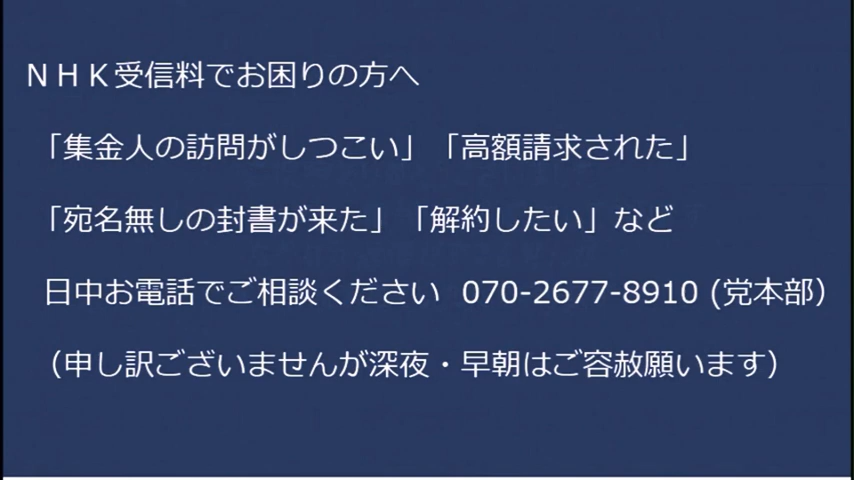 ＮＨＫ受信料でお困りの方へ
「集金人の訪問がしつこい」「高額請求された」
「宛名無しの封書が来た」「解約したい」など
日中お電話でご相談ください 070-2677-8910 (党本部）
（申し訳ございませんが深夜・早朝はご容赦願います）